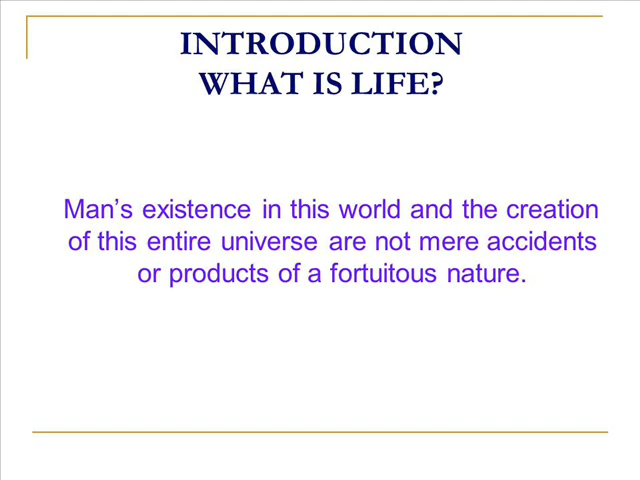 INTRODUCTION
WHAT IS LIFE?
Man’s existence in this world and the creation
of this entire universe are not mere accidents
or products of a fortuitous nature.